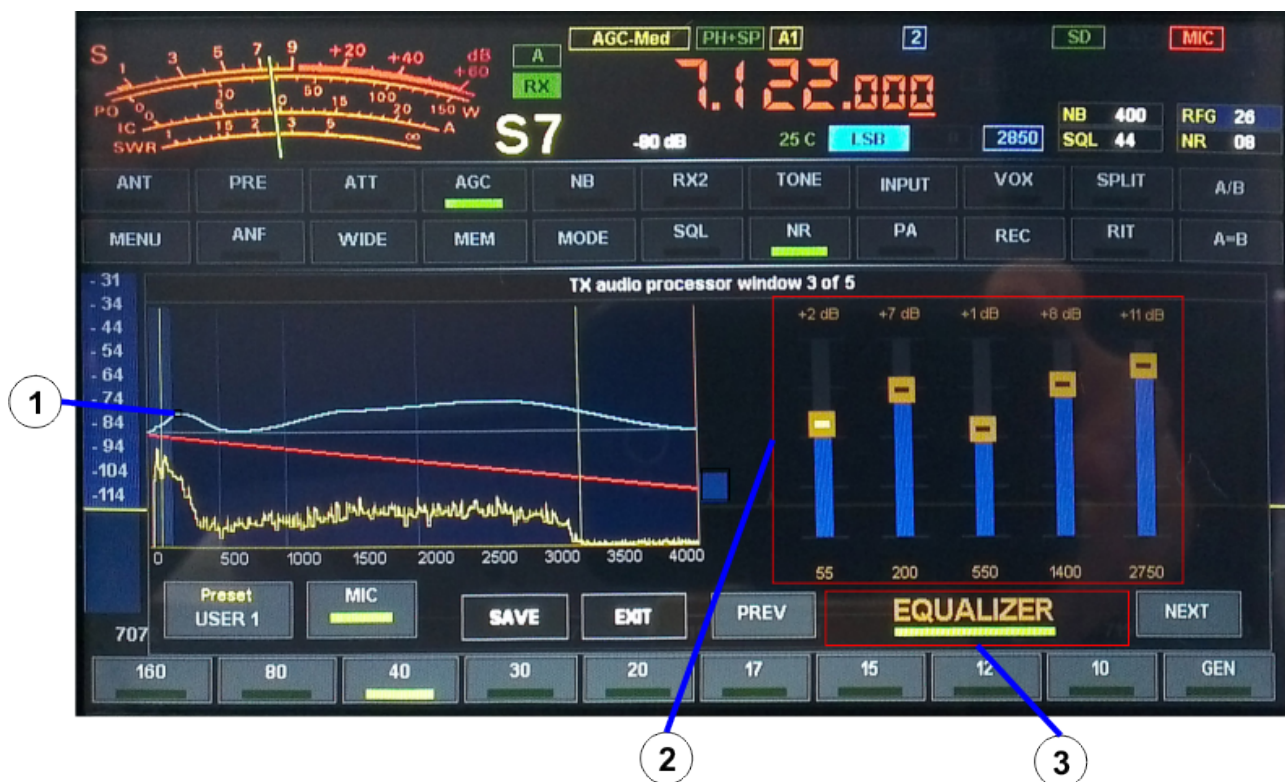 AGC-Med PH+SP A1 2 SD MIC
S 1 3 5 7 9 +20 +40 +60 dB
A
RX
7.122.000
PO 0 10 50 100 150 W
IC 0 5 10 15 20 A
SWR 1 15 2 3 5 ∞
S7 -80 dB 25 C LSB 2850
NB 400 RFG 26
SQL 44 NR 08
ANT PRE ATT AGC NB RX2 TONE INPUT VOX SPLIT A/B
MENU ANF WIDE MEM MODE SQL NR PA REC RIT A=B
TX audio processor window 3 of 5
- 31
- 34
- 44
- 54
- 64
- 74
- 84
- 94
-104
-114
+2 dB +7 dB +1 dB +8 dB +11 dB
0 500 1000 1500 2000 2500 3000 3500 4000
55 200 550 1400 2750
Preset
USER 1
MIC
SAVE
EXIT
PREV
EQUALIZER
NEXT
707
160 80 40 30 20 17 15 12 10 GEN
1
2
3